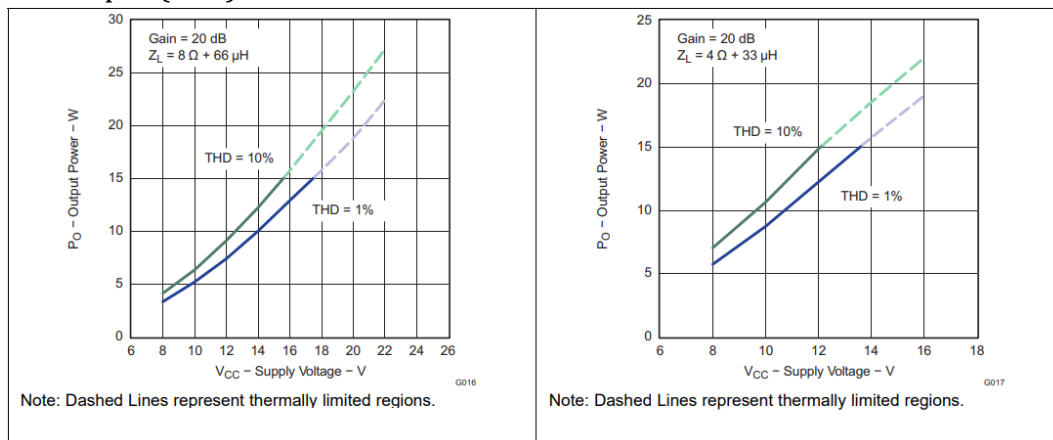 30
Gain = 20 dB
Z_L = 8 Ω + 66 µH
25
20
THD = 10%
15
THD = 1%
10
5
0
P_O − Output Power − W
6 8 10 12 14 16 18 20 22 24 26
V_CC − Supply Voltage − V
G016
Note: Dashed Lines represent thermally limited regions.
25
Gain = 20 dB
Z_L = 4 Ω + 33 µH
20
THD = 10%
15
THD = 1%
10
5
0
P_O − Output Power − W
6 8 10 12 14 16 18
V_CC − Supply Voltage − V
G017
Note: Dashed Lines represent thermally limited regions.